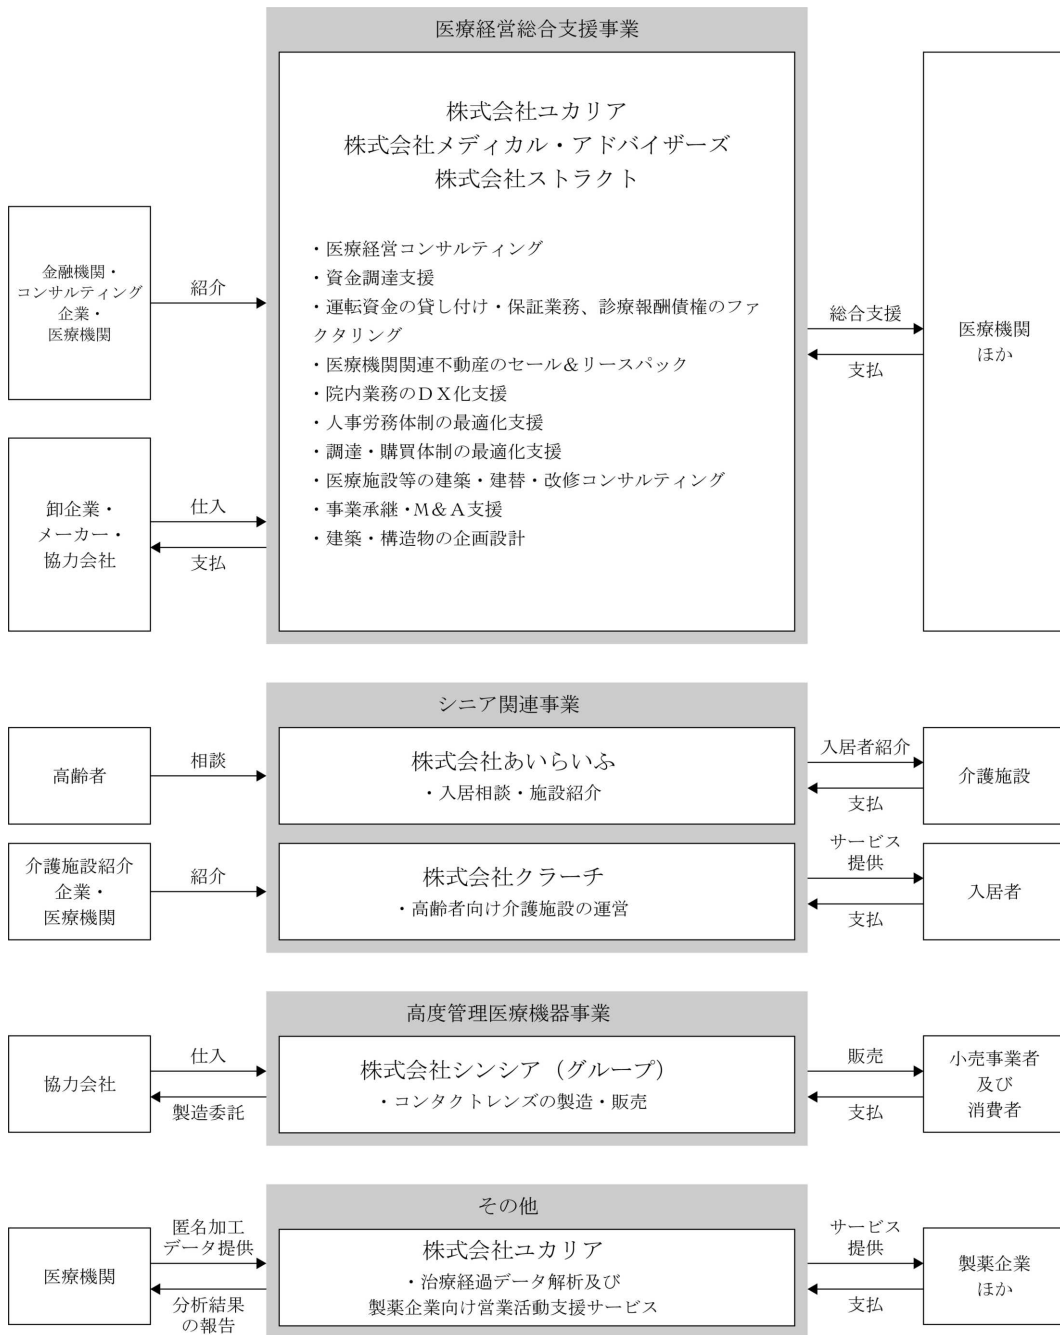 医療経営総合支援事業
株式会社ユカリア
株式会社メディカル・アドバイザーズ
株式会社ストラクト
・医療経営コンサルティング
・資金調達支援
・運転資金の貸し付け・保証業務、診療報酬債権のファ
クタリング
・医療機関関連不動産のセール＆リースバック
・院内業務のＤＸ化支援
・人事労務体制の最適化支援
・調達・購買体制の最適化支援
・医療施設等の建築・建替・改修コンサルティング
・事業承継・M＆A支援
・建築・構造物の企画設計
金融機関・
コンサルティング
企業・
医療機関
紹介
卸企業・
メーカー・
協力会社
仕入
支払
総合支援
支払
医療機関
ほか
シニア関連事業
高齢者
相談
株式会社あいらいふ
・入居相談・施設紹介
入居者紹介
支払
介護施設
介護施設紹介
企業・
医療機関
紹介
株式会社クラーチ
・高齢者向け介護施設の運営
サービス
提供
支払
入居者
高度管理医療機器事業
協力会社
仕入
製造委託
株式会社シンシア（グループ）
・コンタクトレンズの製造・販売
販売
支払
小売事業者
及び
消費者
その他
医療機関
匿名加工
データ提供
分析結果
の報告
株式会社ユカリア
・治療経過データ解析及び
製薬企業向け営業活動支援サービス
サービス
提供
支払
製薬企業
ほか